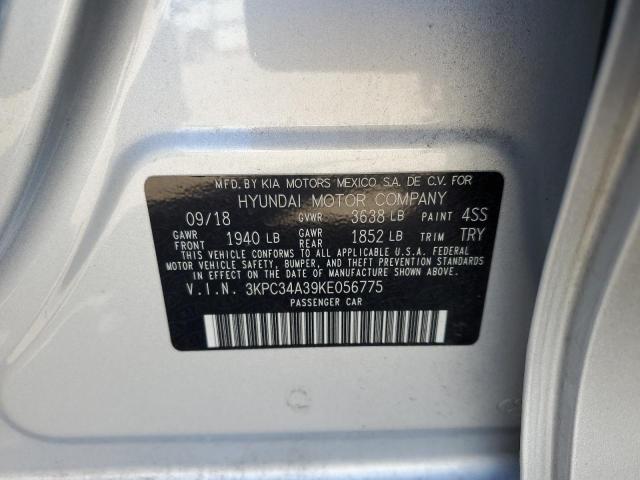 MFD. BY KIA MOTORS MEXICO S.A. DE C.V. FOR
HYUNDAI MOTOR COMPANY
09/18 GVWR 3638 LB PAINT 4SS
GAWR FRONT 1940 LB GAWR REAR 1852 LB TRIM TRY
THIS VEHICLE CONFORMS TO ALL APPLICABLE U.S.A. FEDERAL
MOTOR VEHICLE SAFETY, BUMPER, AND THEFT PREVENTION STANDARDS
IN EFFECT ON THE DATE OF MANUFACTURE SHOWN ABOVE.
V.I.N. 3KPC34A39KE056775
PASSENGER CAR